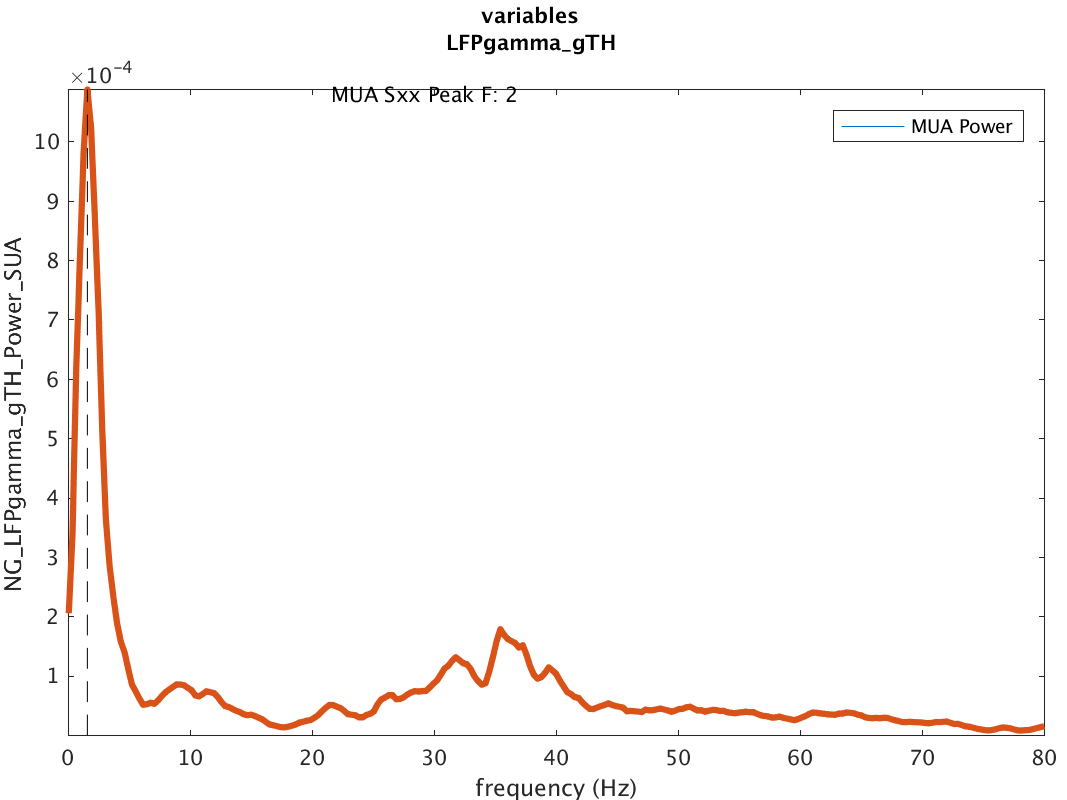 variables
LFPgamma_gTH
×10⁻⁴
MUA Sxx Peak F: 2
MUA Power
10
9
8
7
6
5
4
3
2
1
NG_LFPgamma_gTH_Power_SUA
0 10 20 30 40 50 60 70 80
frequency (Hz)